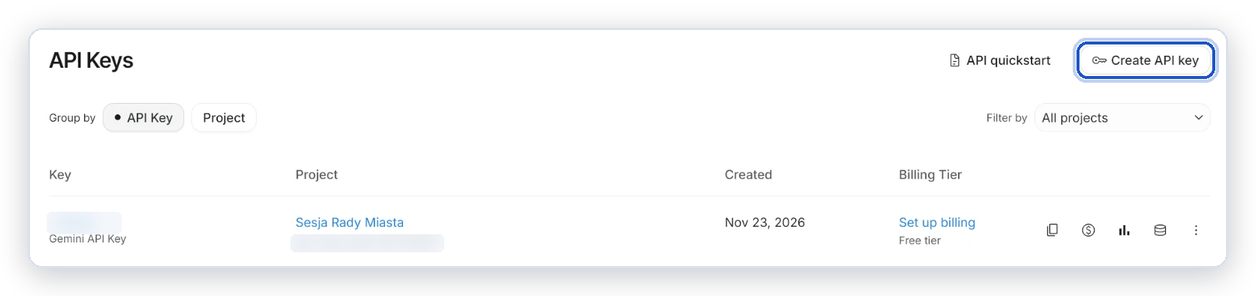 API Keys
API quickstart
Create API key
Group by API Key Project
Filter by All projects
Key Project Created Billing Tier
Sesja Rady Miasta Nov 23, 2026 Set up billing
Gemini API Key Free tier